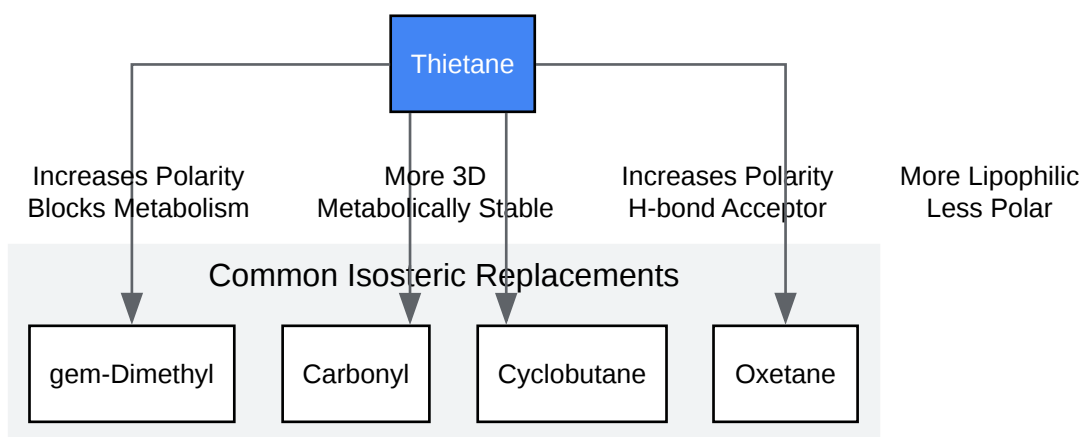 Thietane
Increases Polarity
Blocks Metabolism
More 3D
Metabolically Stable
Increases Polarity
H-bond Acceptor
More Lipophilic
Less Polar
Common Isosteric Replacements
gem-Dimethyl
Carbonyl
Cyclobutane
Oxetane